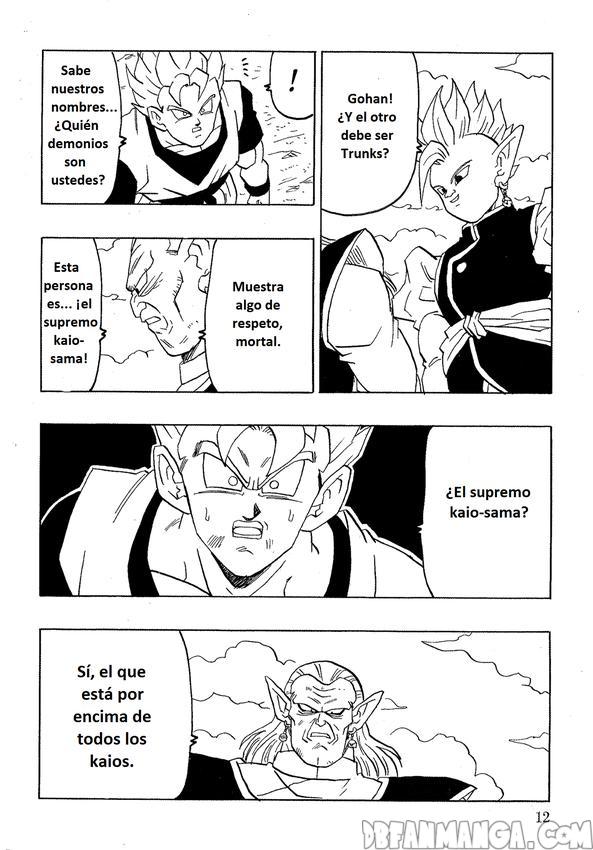 Gohan!
¿Y el otro
debe ser
Trunks?
!
Sabe
nuestros
nombres...
¿Quién
demonios
son
ustedes?
Muestra
algo de
respeto,
mortal.
Esta
persona
es... ¡el
supremo
kaio-
sama!
¿El supremo
kaio-sama?
Sí, el que
está por
encima de
todos los
kaios.
12
DBFANMANGA.COM